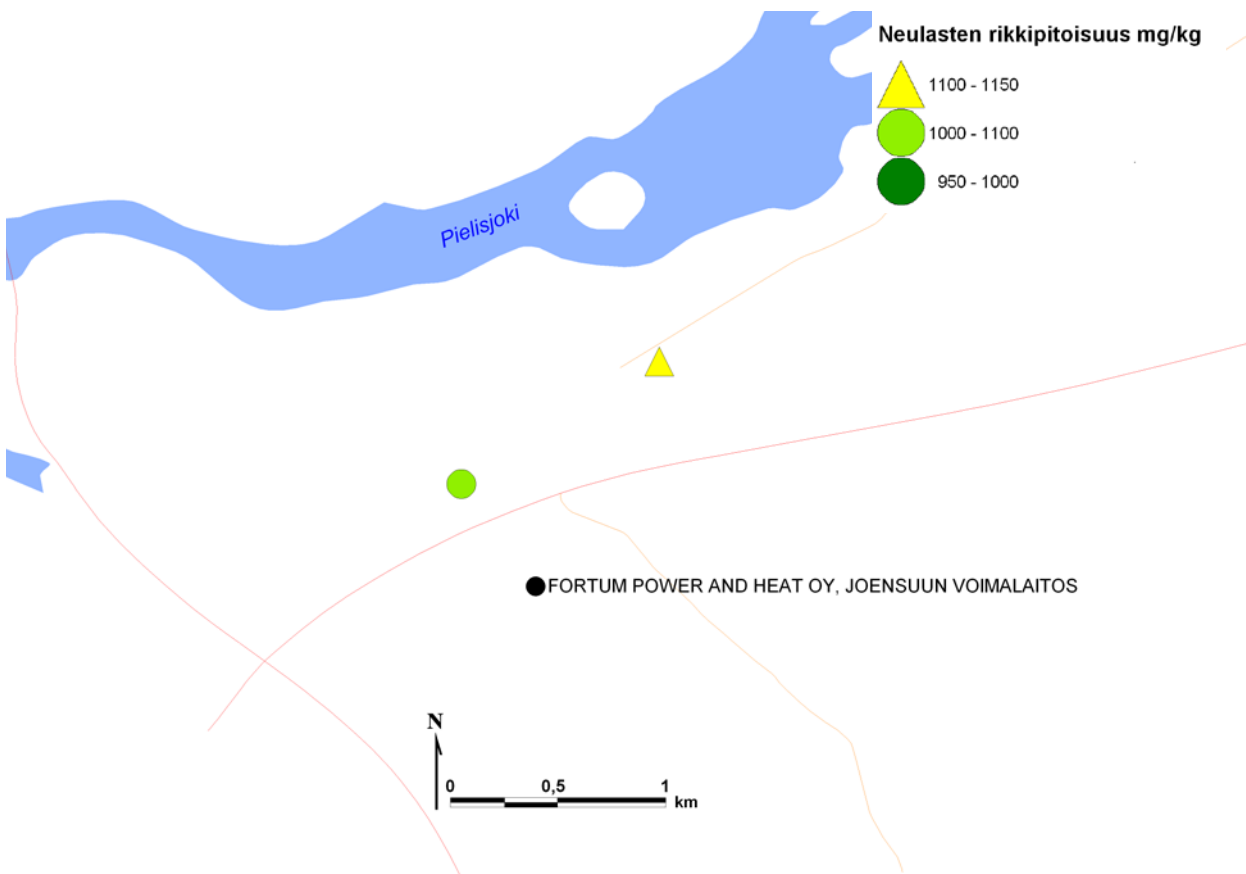 Neulasten rikkipitoisuus mg/kg
1100 - 1150
1000 - 1100
950 - 1000
Pielisjoki
FORTUM POWER AND HEAT OY, JOENSUUN VOIMALAITOS
N
0 0,5 1
km